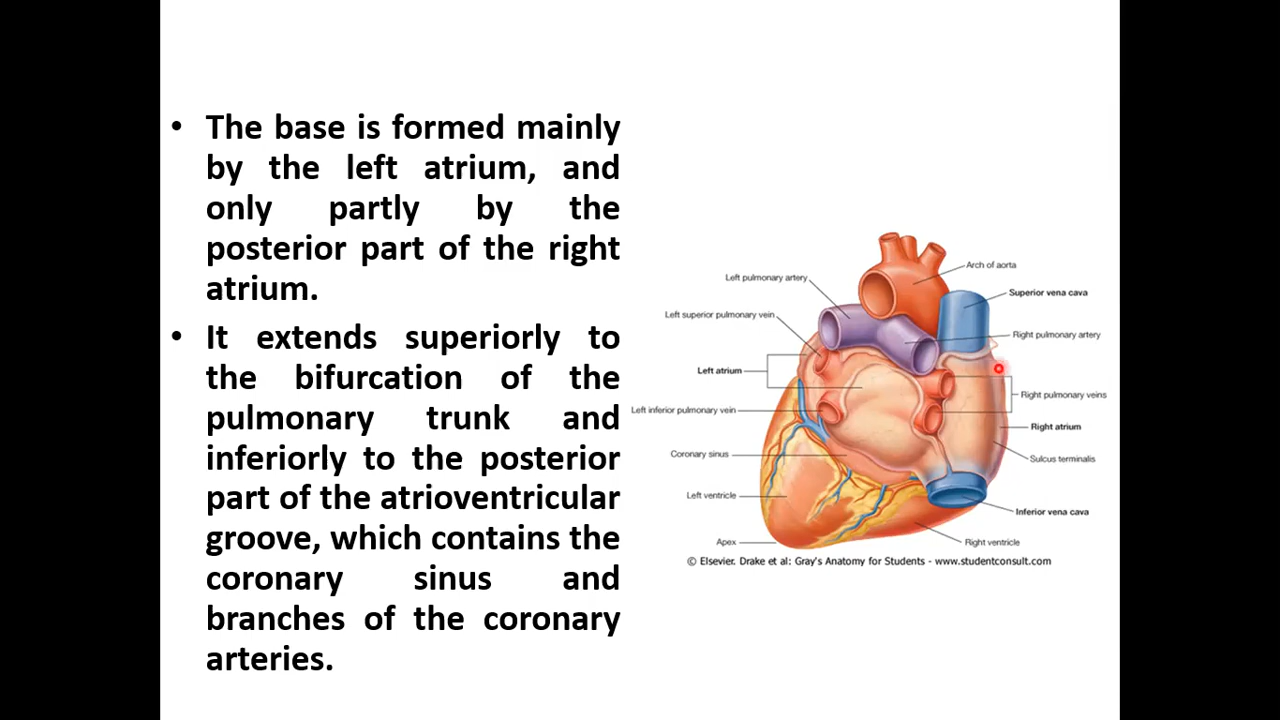 • The base is formed mainly
by the left atrium, and
only partly by the
posterior part of the right
atrium.
• It extends superiorly to
the bifurcation of the
pulmonary trunk and
inferiorly to the posterior
part of the atrioventricular
groove, which contains the
coronary sinus and
branches of the coronary
arteries.
Arch of aorta
Left pulmonary artery
Superior vena cava
Left superior pulmonary vein
Right pulmonary artery
Left atrium
Right pulmonary veins
Left inferior pulmonary vein
Right atrium
Coronary sinus
Sulcus terminalis
Left ventricle
Inferior vena cava
Apex
Right ventricle
© Elsevier. Drake et al: Gray's Anatomy for Students - www.studentconsult.com